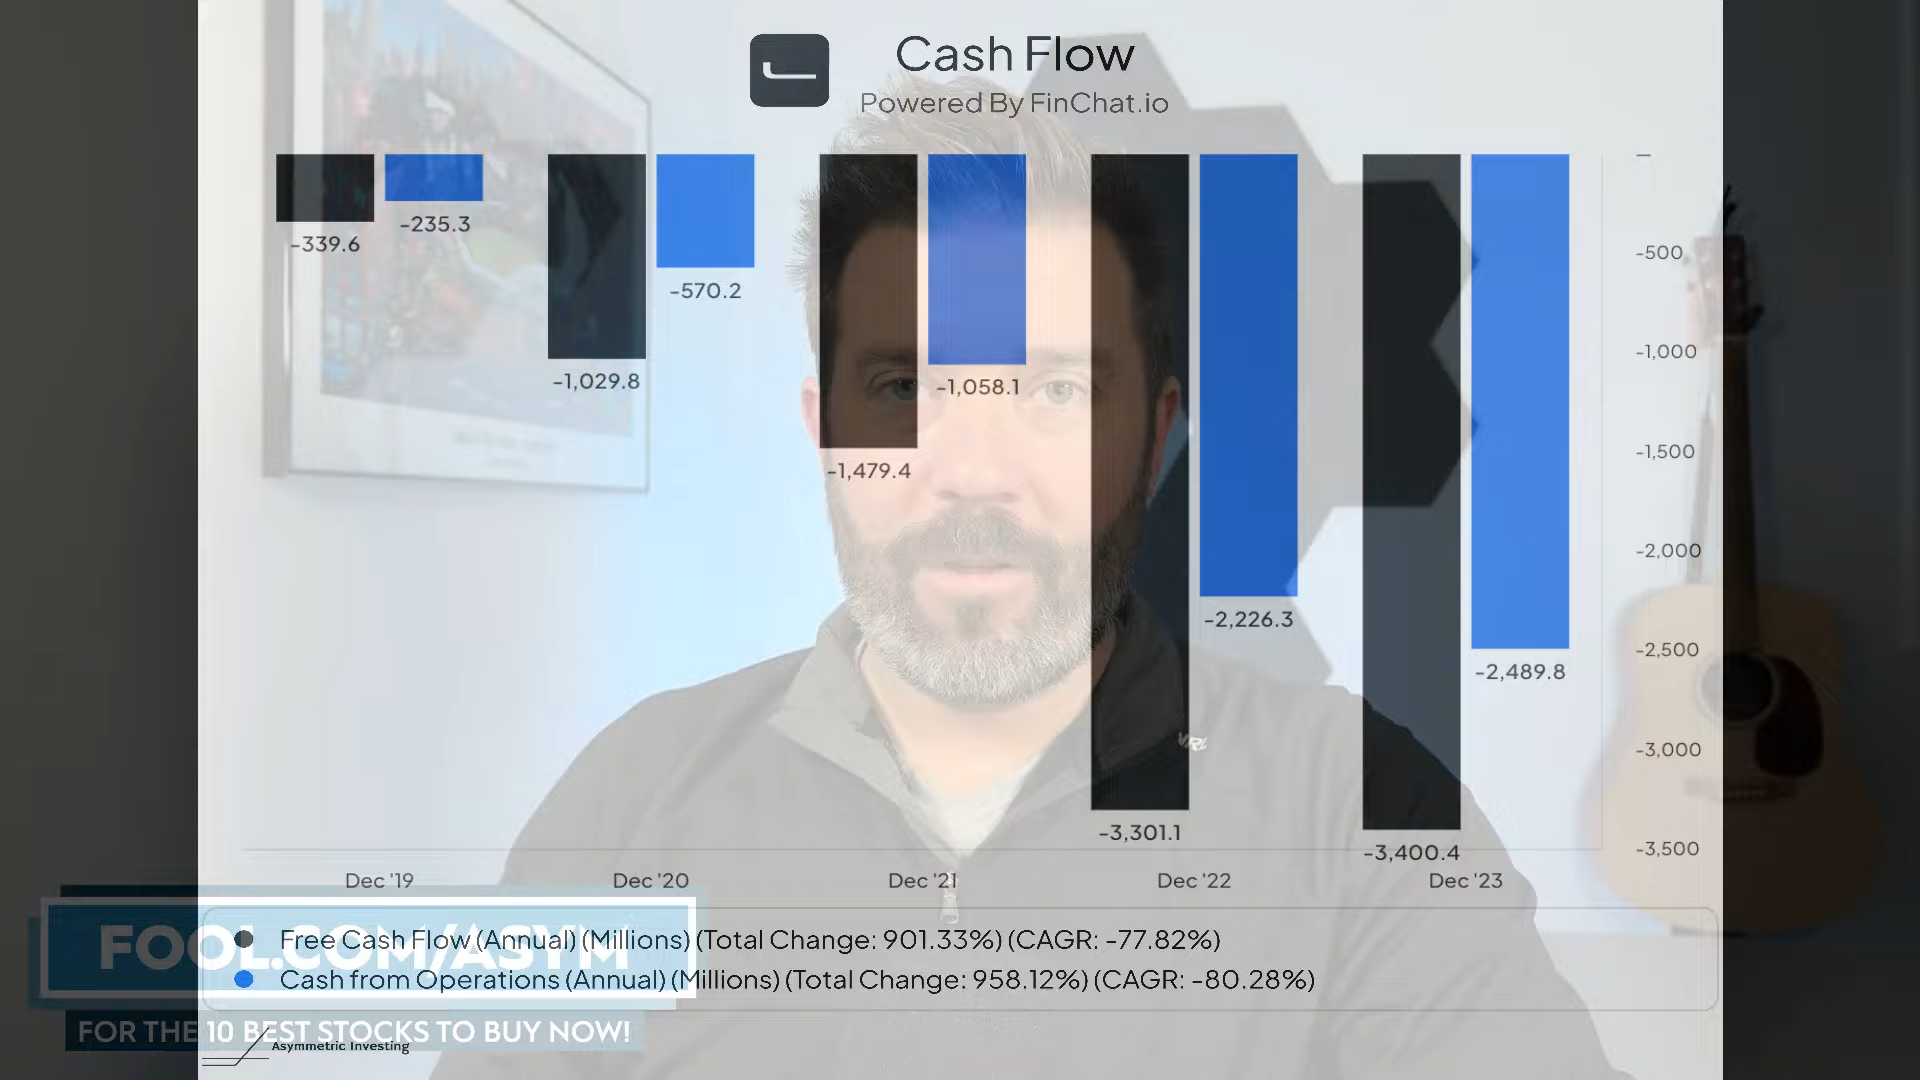 Cash Flow
Powered By FinChat.io
-339.6
-235.3
-1,029.8
-570.2
-1,479.4
-1,058.1
-3,301.1
-2,226.3
-3,400.4
-2,489.8
-500
-1,000
-1,500
-2,000
-2,500
-3,000
-3,500
Dec '19 Dec '20 Dec '21 Dec '22 Dec '23
Free Cash Flow (Annual) (Millions) (Total Change: 901.33%) (CAGR: -77.82%)
Cash from Operations (Annual) (Millions) (Total Change: 958.12%) (CAGR: -80.28%)
FOOL.COM/ASYM
FOR THE 10 BEST STOCKS TO BUY NOW!
Asymmetric Investing
VRL